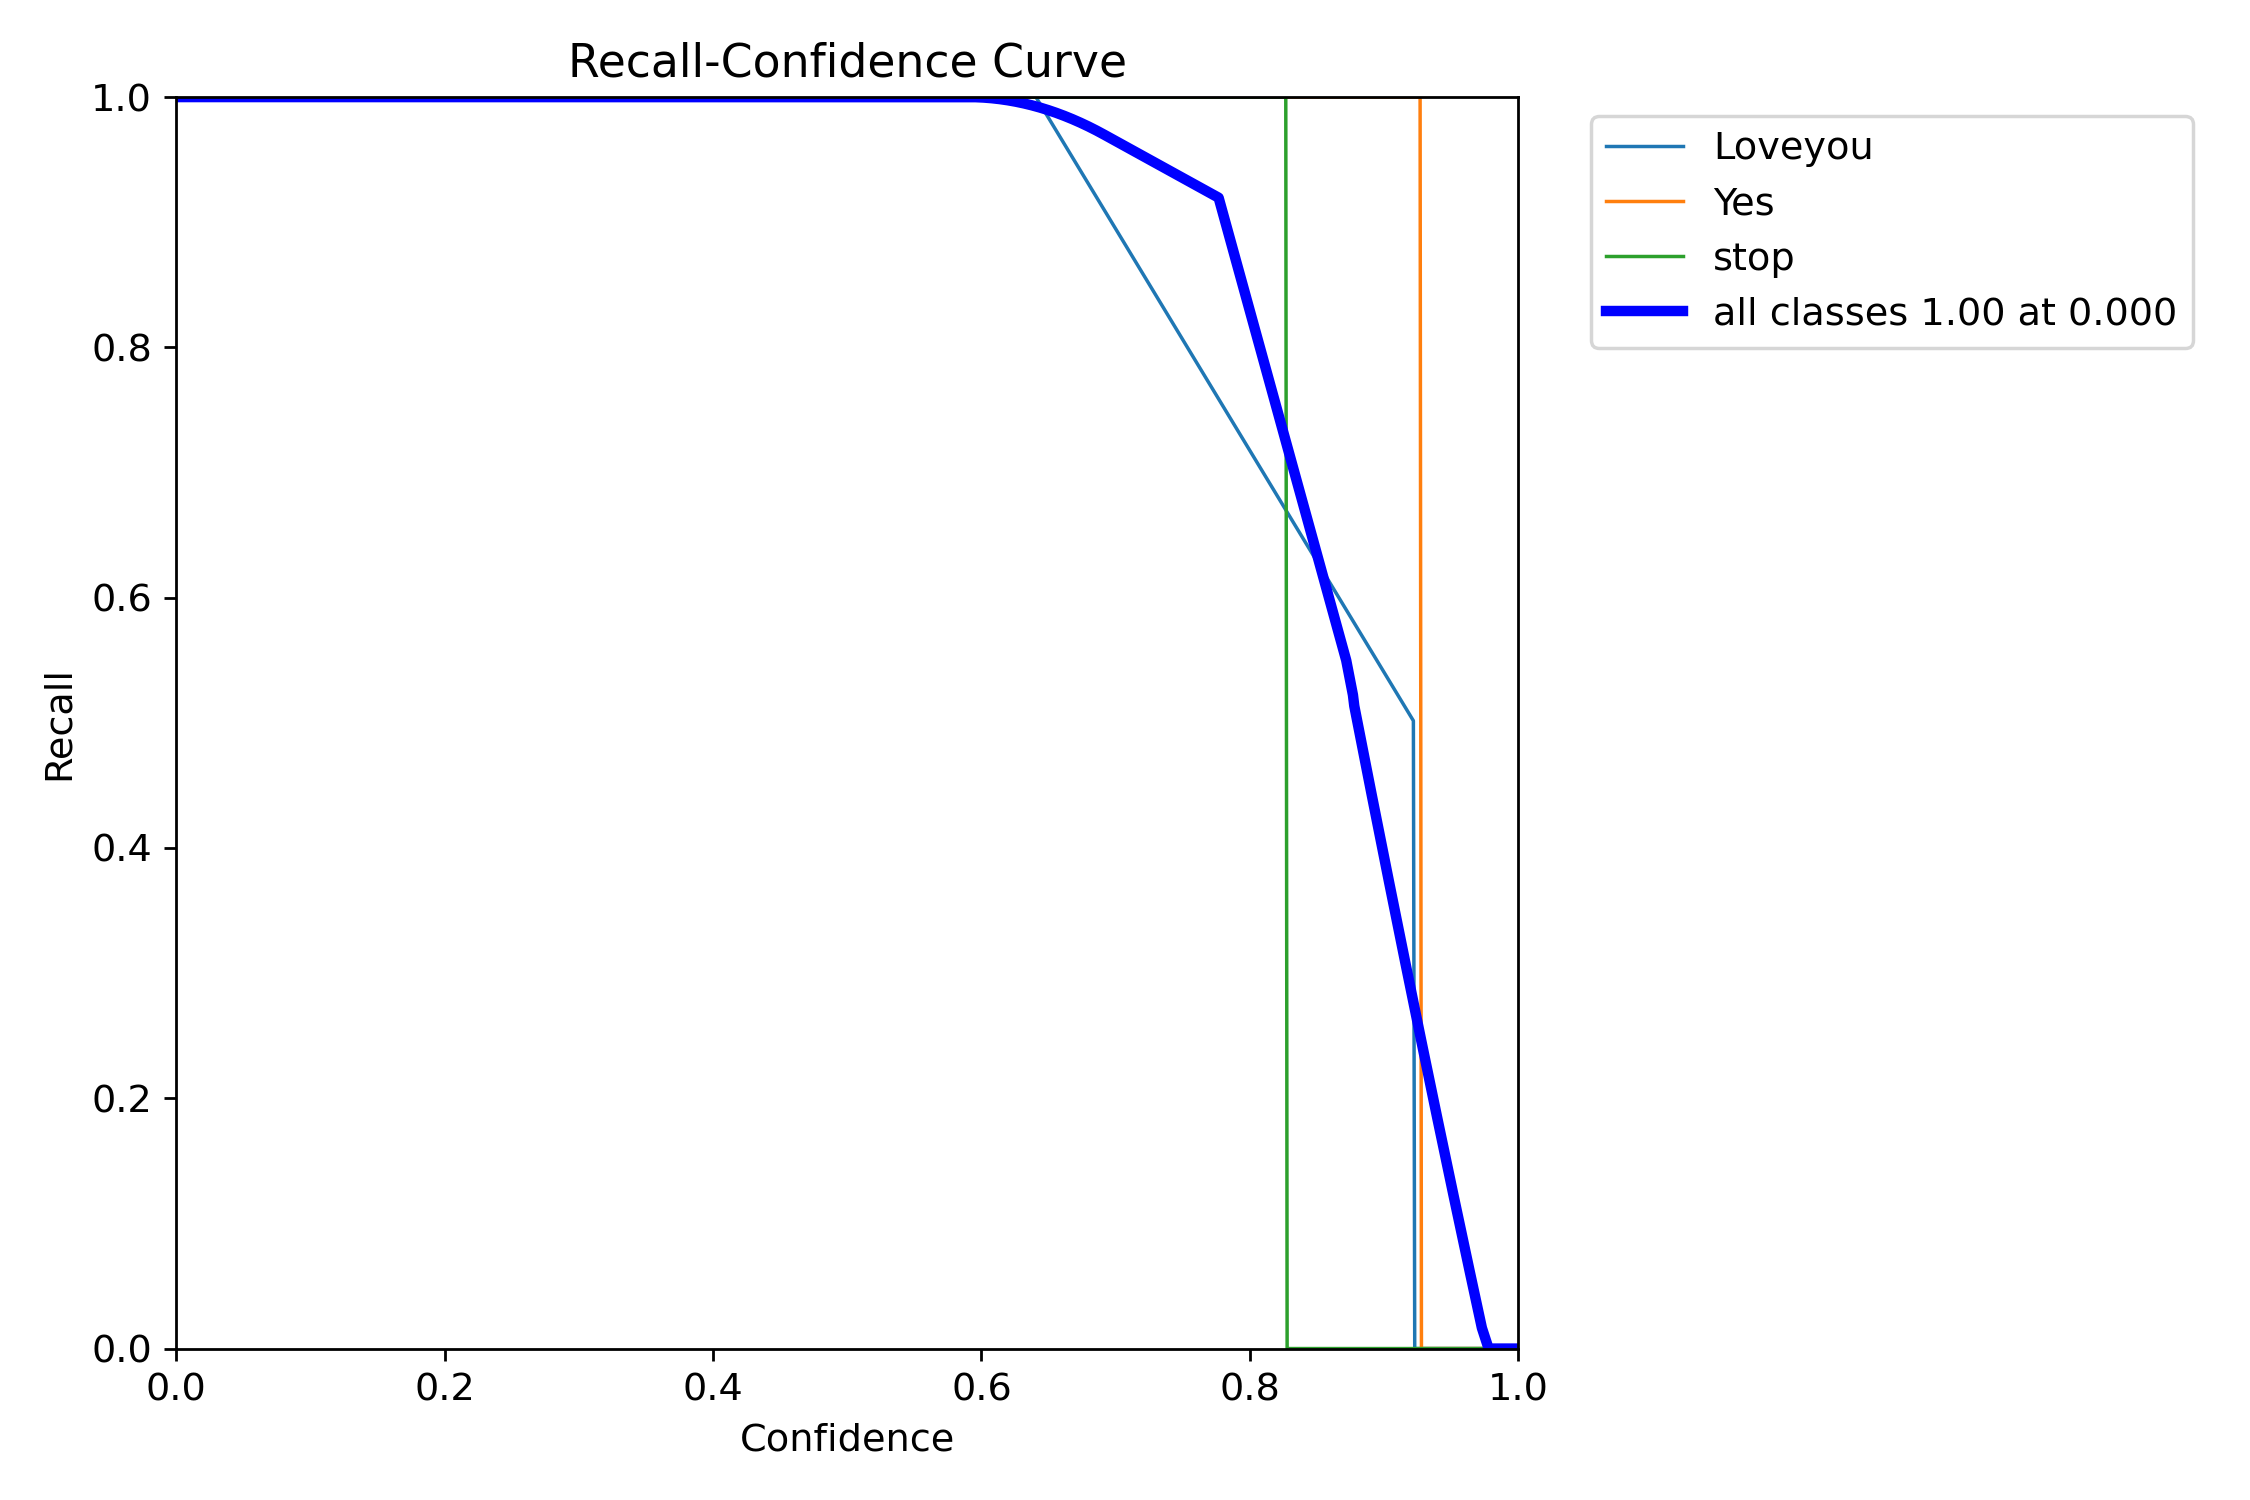 Recall-Confidence Curve
1.0
0.8
0.6
0.4
0.2
0.0
Recall
0.0 0.2 0.4 0.6 0.8 1.0
Confidence
Loveyou
Yes
stop
all classes 1.00 at 0.000